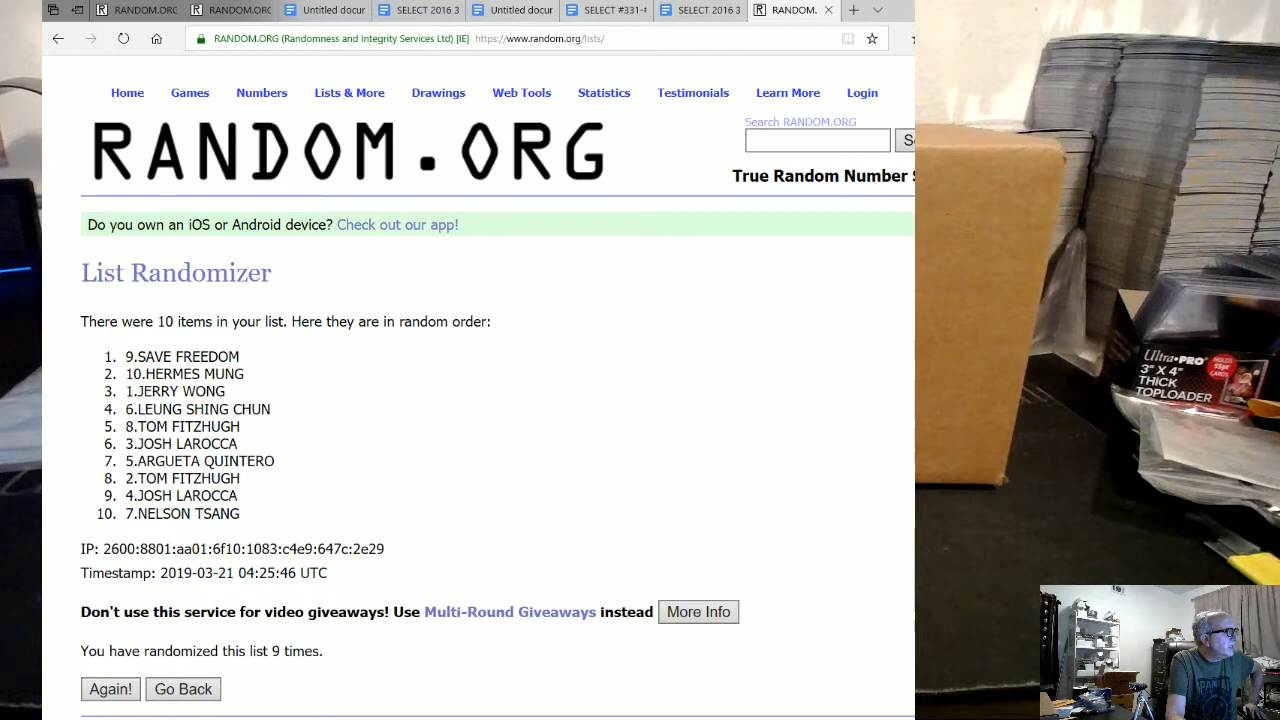 RANDOM.ORG
RANDOM.ORG
Untitled docur
SELECT 2016 3
Untitled docur
SELECT #331-#
SELECT 2016 3
RANDOM.
RANDOM.ORG (Randomness and Integrity Services Ltd) [IE] https://www.random.org/lists/
Home Games Numbers Lists & More Drawings Web Tools Statistics Testimonials Learn More Login
Search RANDOM.ORG
RANDOM.ORG
True Random Number S
Do you own an iOS or Android device? Check out our app!
List Randomizer
There were 10 items in your list. Here they are in random order:
1. 9.SAVE FREEDOM
2. 10.HERMES MUNG
3. 1.JERRY WONG
4. 6.LEUNG SHING CHUN
5. 8.TOM FITZHUGH
6. 3.JOSH LAROCCA
7. 5.ARGUETA QUINTERO
8. 2.TOM FITZHUGH
9. 4.JOSH LAROCCA
10. 7.NELSON TSANG
IP: 2600:8801:aa01:6f10:1083:c4e9:647c:2e29
Timestamp: 2019-03-21 04:25:46 UTC
Don't use this service for video giveaways! Use Multi-Round Giveaways instead More Info
You have randomized this list 9 times.
Again! Go Back
Ultra PRO
3" X 4"
THICK
TOPLOADER
HOLDS
55pt
CARDS